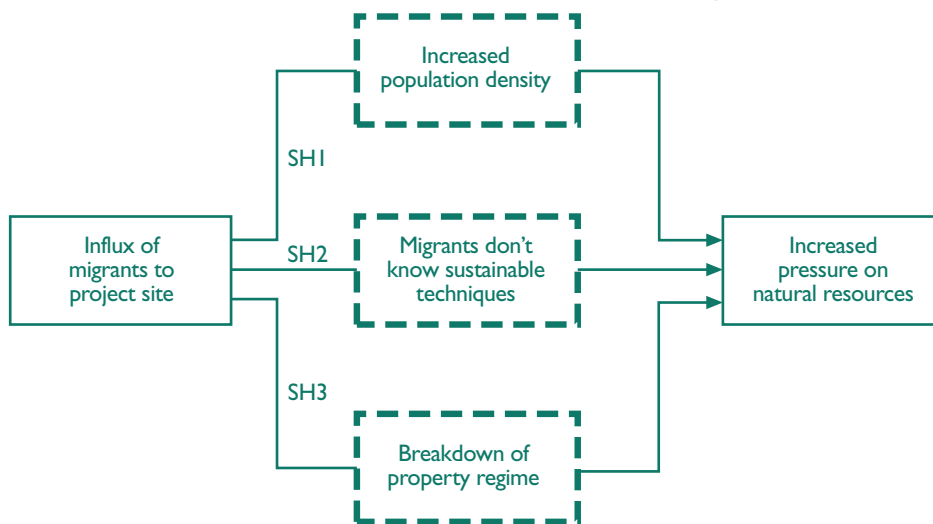 Increased
population density
SH1
Influx of
migrants to
project site
SH2
Migrants don't
know sustainable
techniques
Increased
pressure on
natural resources
SH3
Breakdown of
property regime